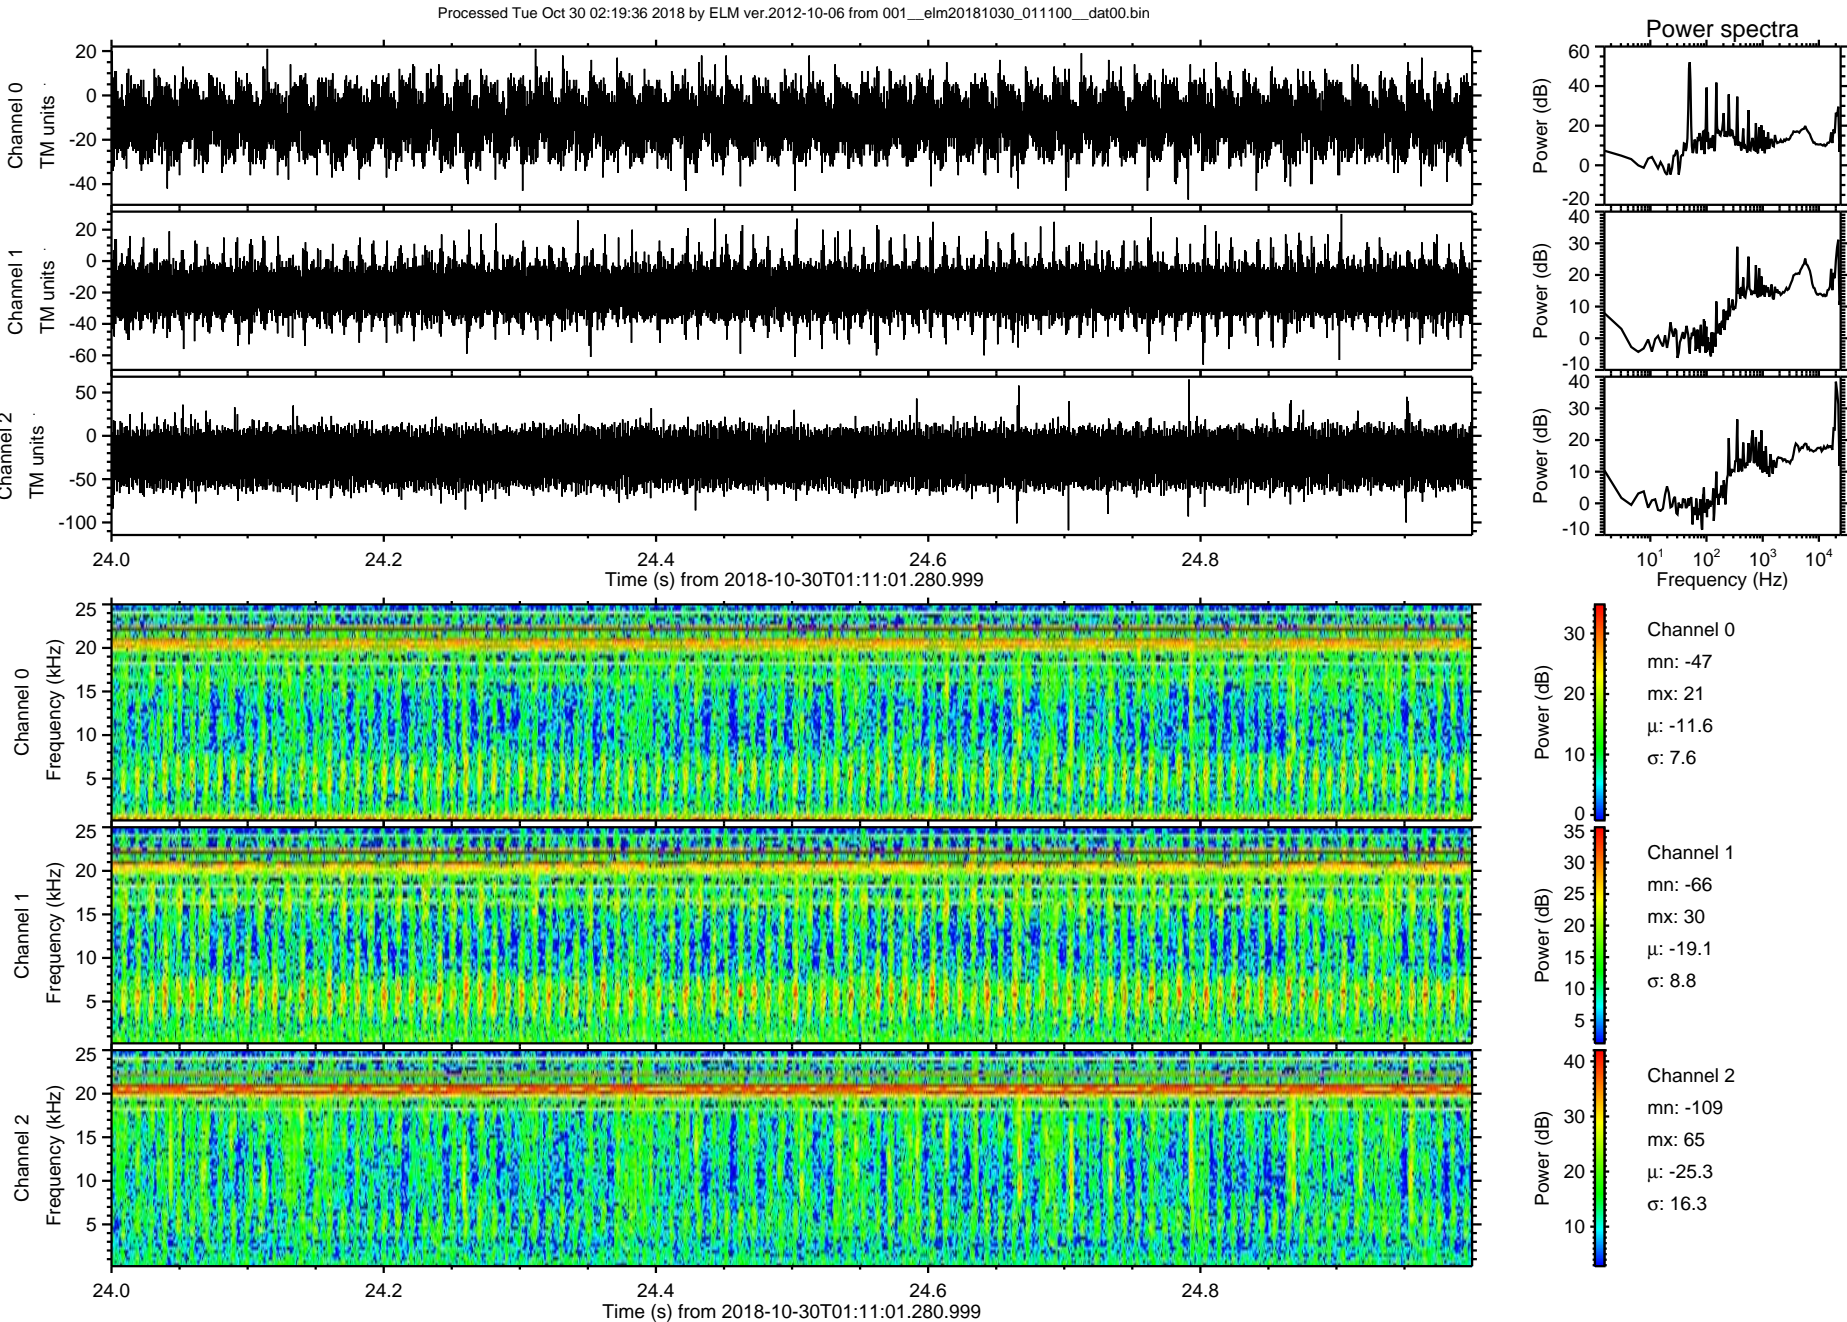 Processed Tue Oct 30 02:19:36 2018 by ELM ver.2012-10-06 from 001__elm20181030_011100__dat00.bin
Power spectra
Channel 0
TM units
20
0
-20
-40
Power (dB)
60
40
20
0
-20
Channel 1
TM units
20
0
-20
-40
-60
Power (dB)
40
30
20
10
0
-10
Channel 2
TM units
50
0
-50
-100
Power (dB)
40
30
20
10
0
-10
24.0 24.2 24.4 24.6 24.8
Time (s) from 2018-10-30T01:11:01.280.999
10¹ 10² 10³ 10⁴
Frequency (Hz)
Channel 0
Frequency (kHz)
25
20
15
10
5
Power (dB)
30
20
10
0
Channel 0
mn: -47
mx: 21
μ: -11.6
σ: 7.6
Channel 1
Frequency (kHz)
25
20
15
10
5
Power (dB)
35
30
25
20
15
10
5
Channel 1
mn: -66
mx: 30
μ: -19.1
σ: 8.8
Channel 2
Frequency (kHz)
25
20
15
10
5
Power (dB)
40
30
20
10
Channel 2
mn: -109
mx: 65
μ: -25.3
σ: 16.3
24.0 24.2 24.4 24.6 24.8
Time (s) from 2018-10-30T01:11:01.280.999